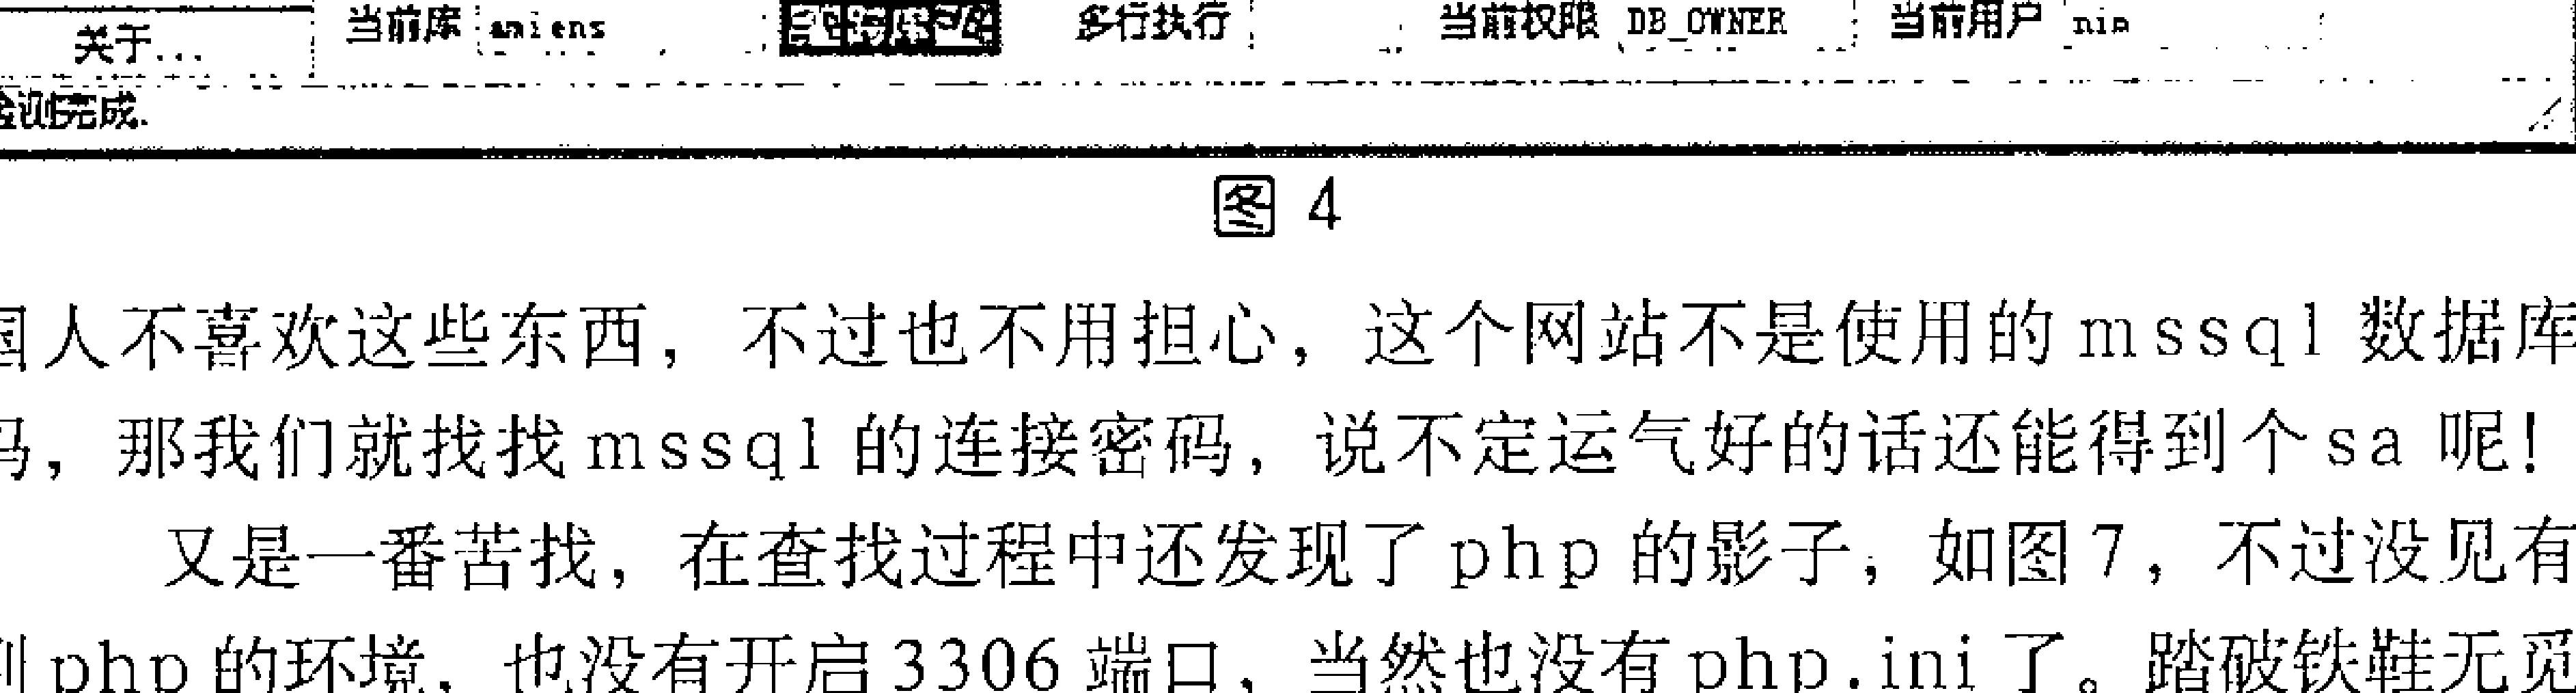 关于... 当前库 amiens 多行执行 当前权限 DB_OWNER 当前用户
检测完成.
图 4
国人不喜欢这些东西，不过也不用担心，这个网站不是使用的 mssql 数据库
吗，那我们就找找 mssql 的连接密码，说不定运气好的话还能得到个 sa 呢！
又是一番苦找，在查找过程中还发现了 php 的影子，如图 7，不过没见有
到 php 的环境，也没有开启 3306 端口，当然也没有 php.ini 了。踏破铁鞋无觅